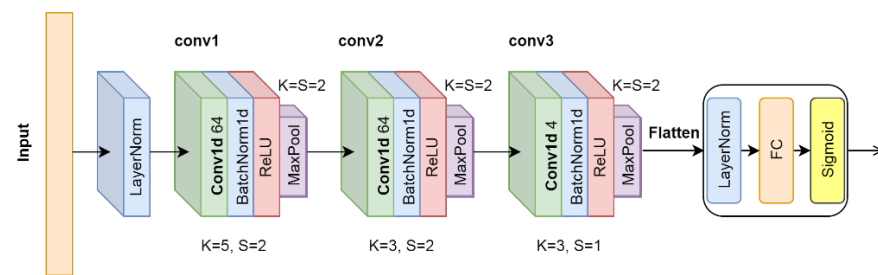 Input
LayerNorm
conv1
Conv1d 64
BatchNorm1d
ReLU
K=S=2
MaxPool
K=5, S=2
conv2
Conv1d 64
BatchNorm1d
ReLU
K=S=2
MaxPool
K=3, S=2
conv3
Conv1d 4
BatchNorm1d
ReLU
K=S=2
MaxPool
K=3, S=1
Flatten
LayerNorm
FC
Sigmoid